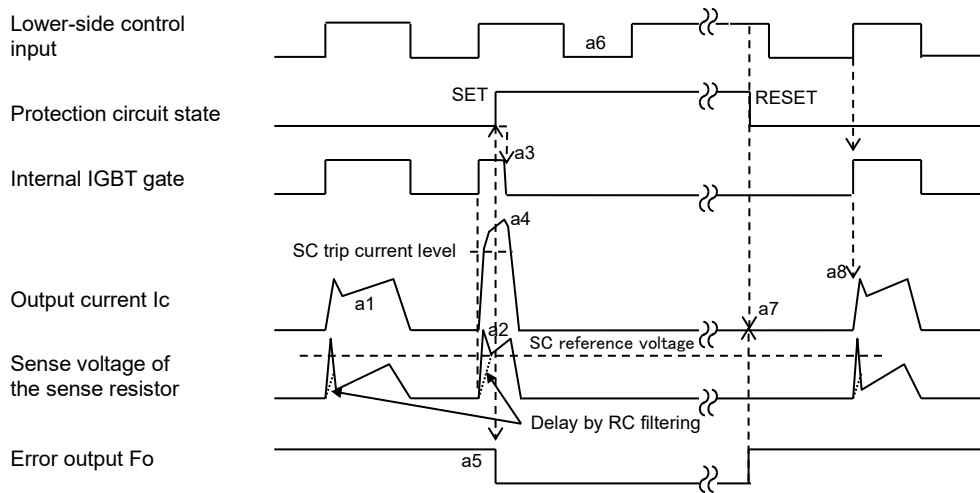 Lower-side control
input
a6
SET
RESET
Protection circuit state
a3
Internal IGBT gate
a4
SC trip current level
a8
Output current Ic
a1
a7
a2
SC reference voltage
Sense voltage of
the sense resistor
Delay by RC filtering
Error output Fo
a5